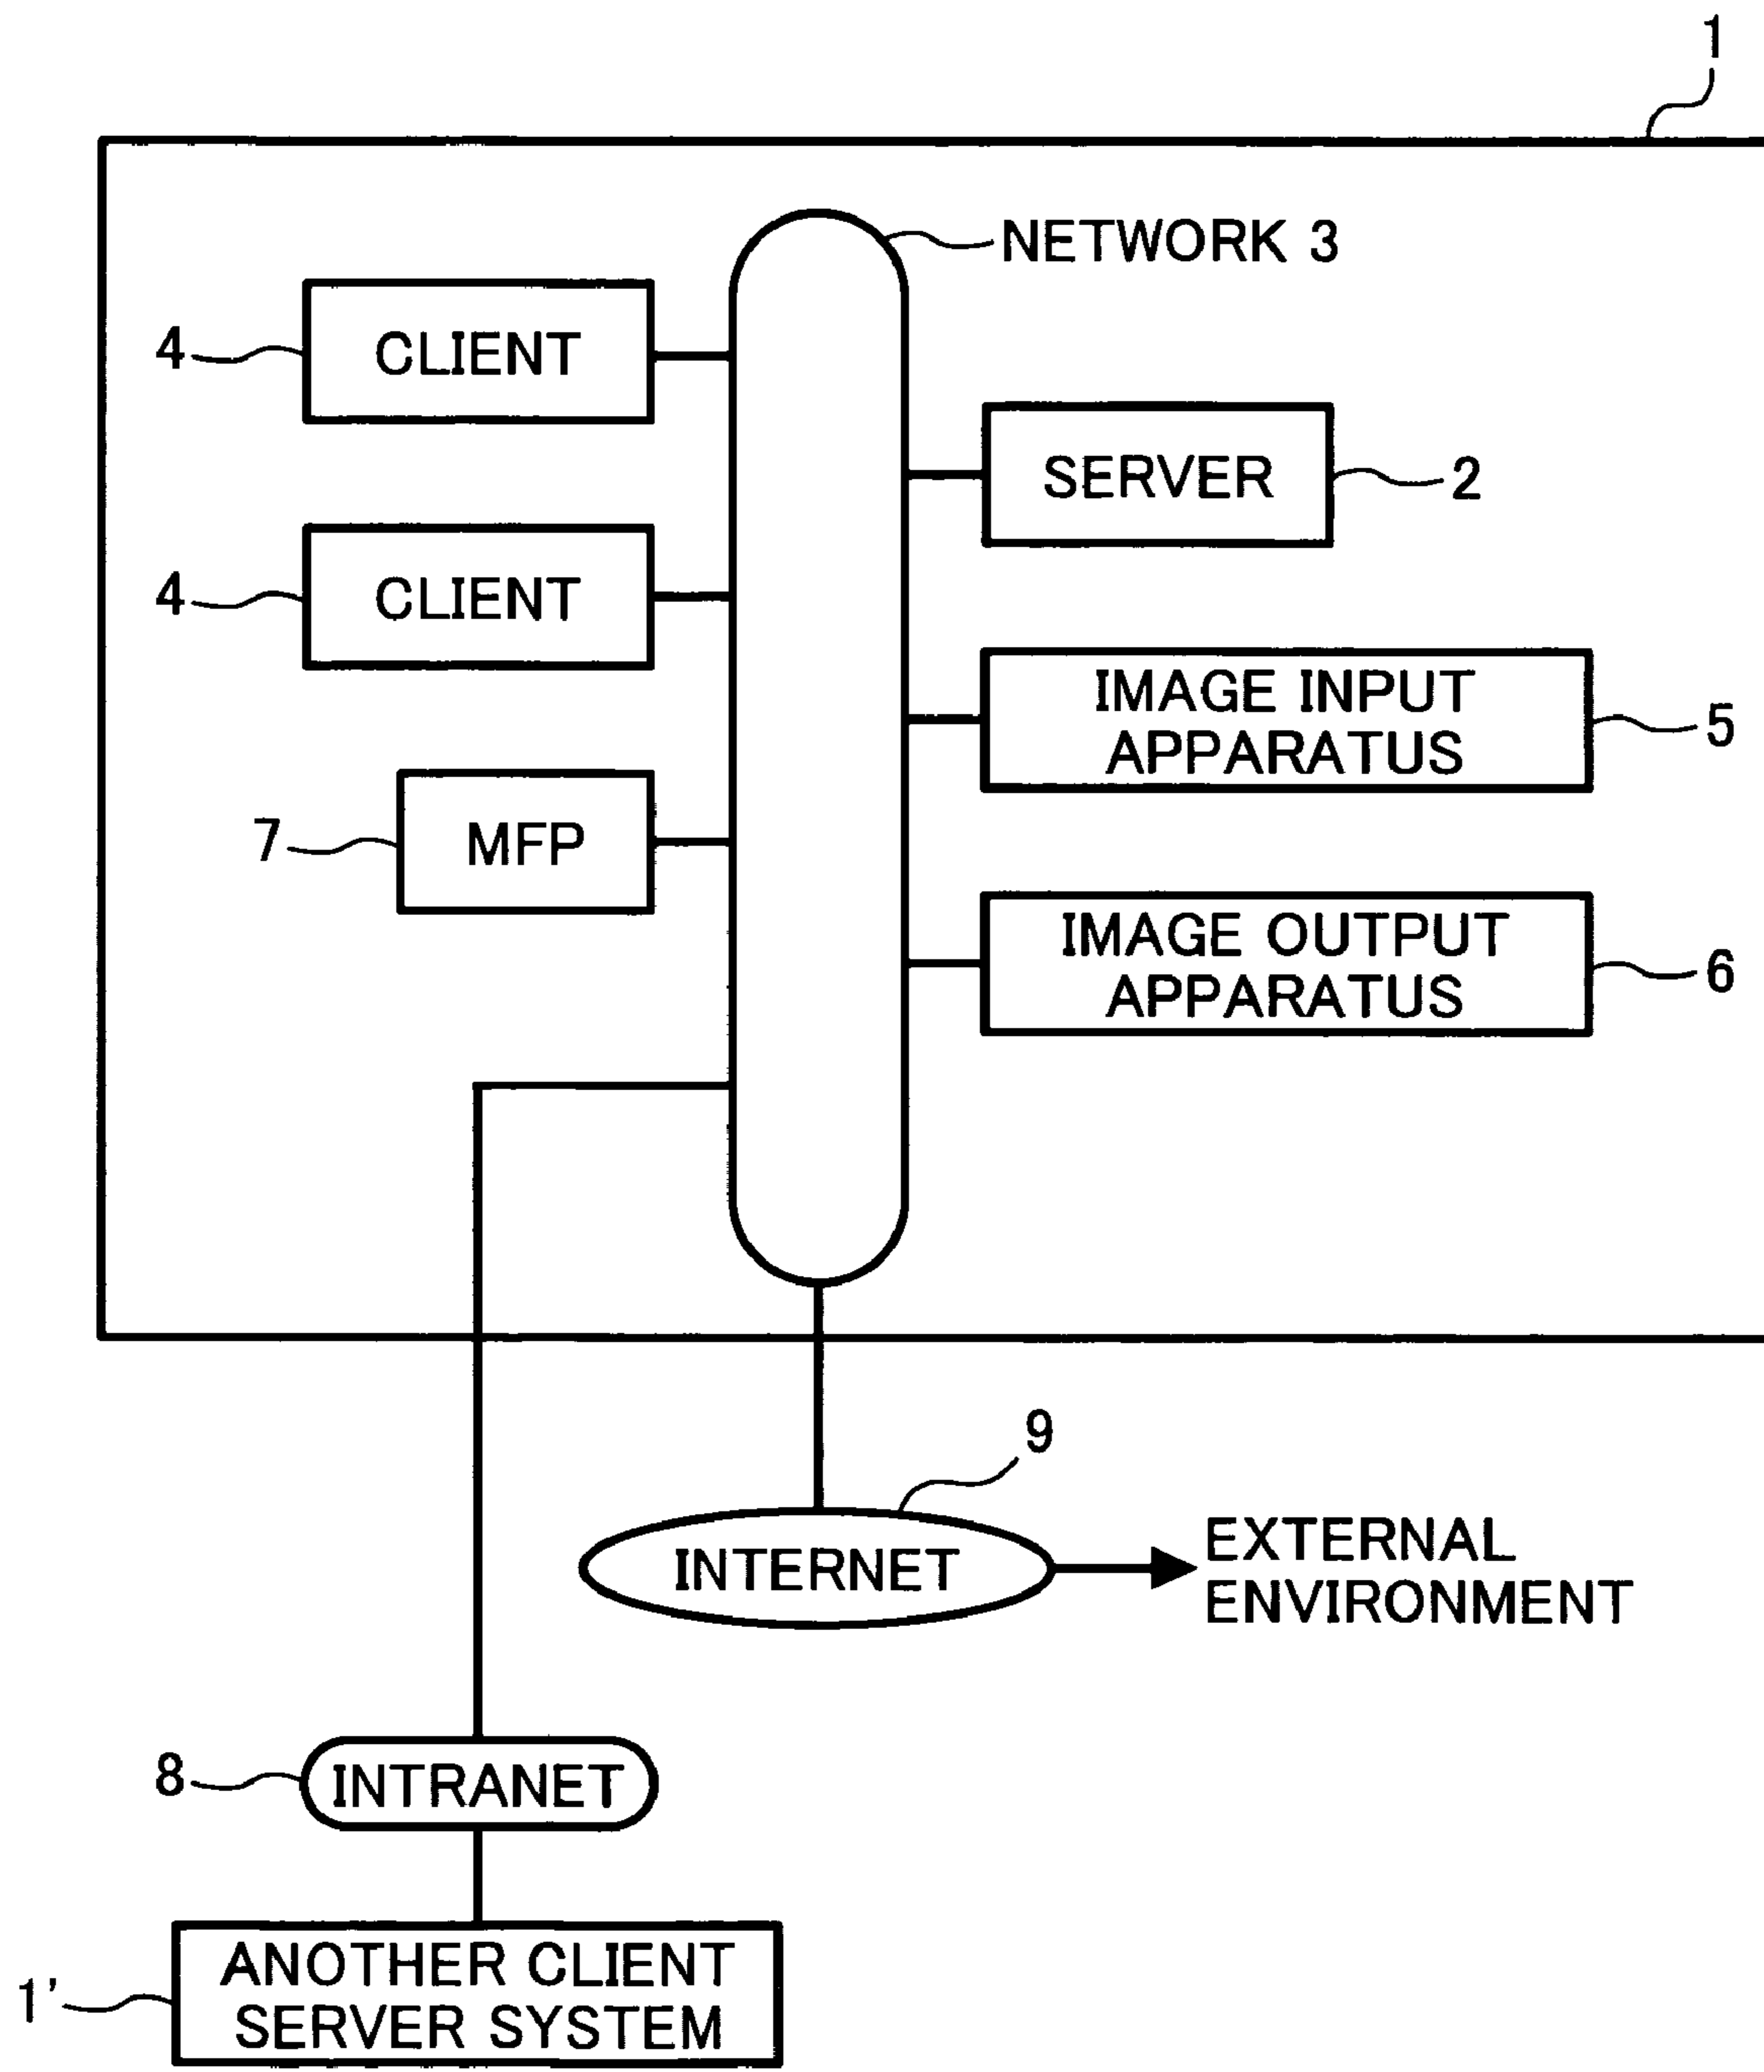 1
NETWORK 3
4
CLIENT
SERVER
2
4
CLIENT
IMAGE INPUT
APPARATUS
5
7
MFP
IMAGE OUTPUT
APPARATUS
6
9
INTERNET
EXTERNAL
ENVIRONMENT
8
INTRANET
1'
ANOTHER CLIENT
SERVER SYSTEM